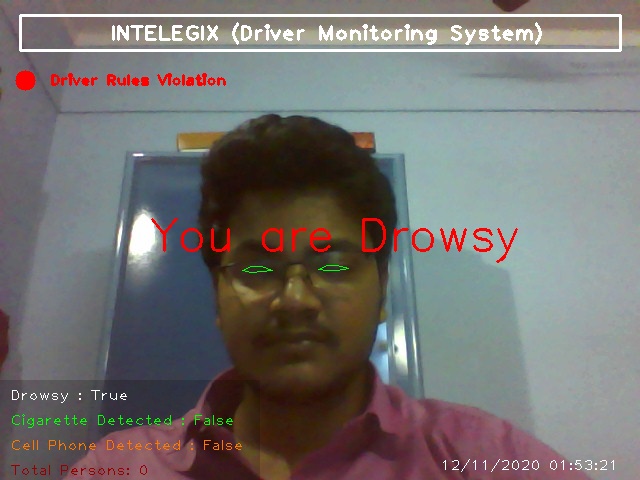 INTELEGIX (Driver Monitoring System)
Driver Rules Violation
You are Drowsy
Drowsy : True
Cigarette Detected : False
Cell Phone Detected : False
Total Persons: 0
12/11/2020 01:53:21